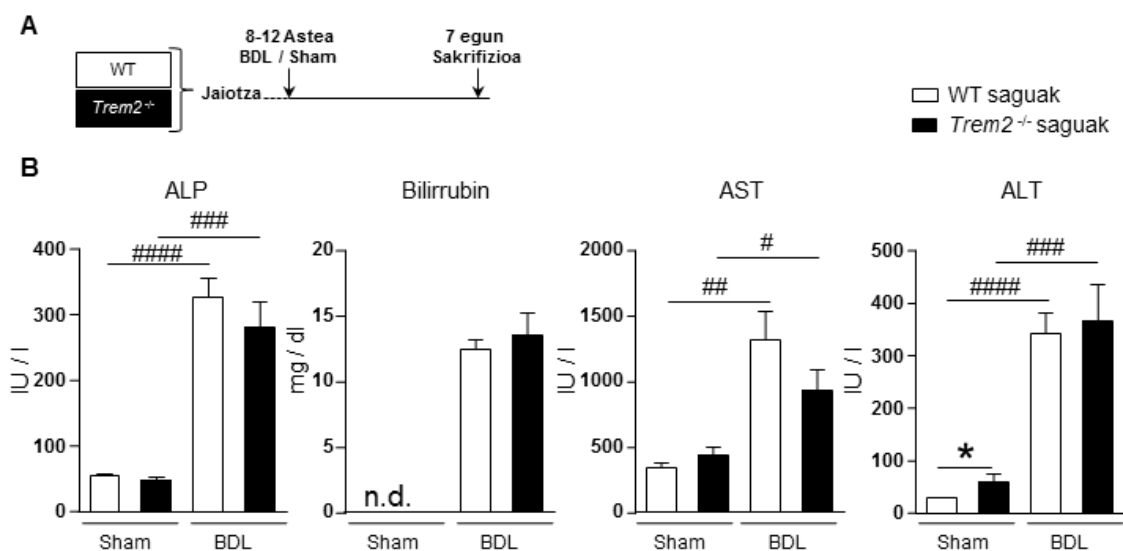 A
8-12 Astea
BDL / Sham
7 egun
Sakrifizioa
WT
Trem2-/-
Jaiotza
WT saguak
Trem2 -/- saguak
B
ALP
###
####
400
300
200
100
0
IU / l
Sham
BDL
Bilirrubin
20
15
10
5
0
mg / dl
n.d.
Sham
BDL
AST
#
##
2000
1500
1000
500
0
IU / l
Sham
BDL
ALT
###
####
500
400
300
200
100
0
IU / l
*
Sham
BDL